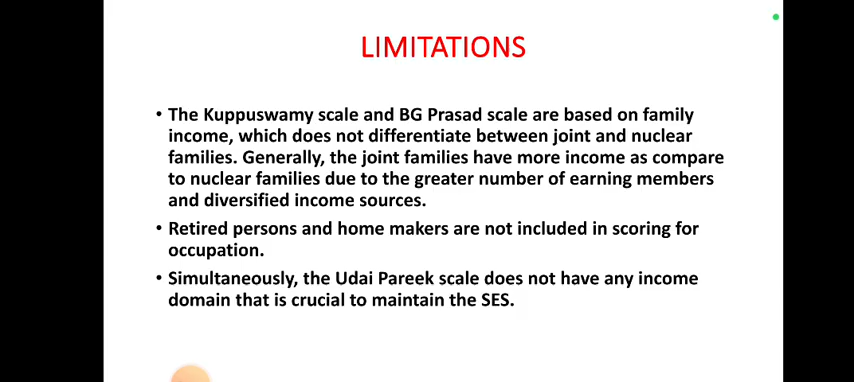 LIMITATIONS
• The Kuppuswamy scale and BG Prasad scale are based on family
income, which does not differentiate between joint and nuclear
families. Generally, the joint families have more income as compare
to nuclear families due to the greater number of earning members
and diversified income sources.
• Retired persons and home makers are not included in scoring for
occupation.
• Simultaneously, the Udai Pareek scale does not have any income
domain that is crucial to maintain the SES.